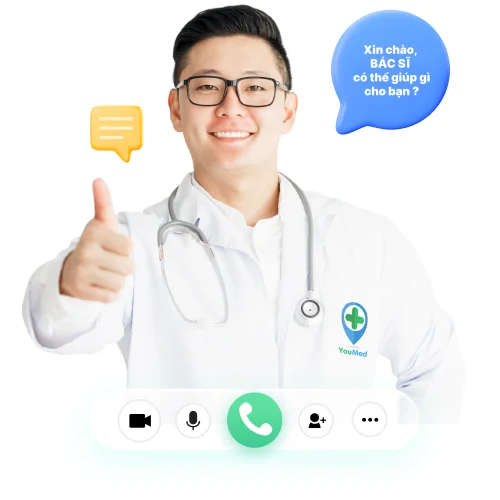 Xin chào,
BÁC SĨ
có thể giúp gì
cho bạn ?
YouMed